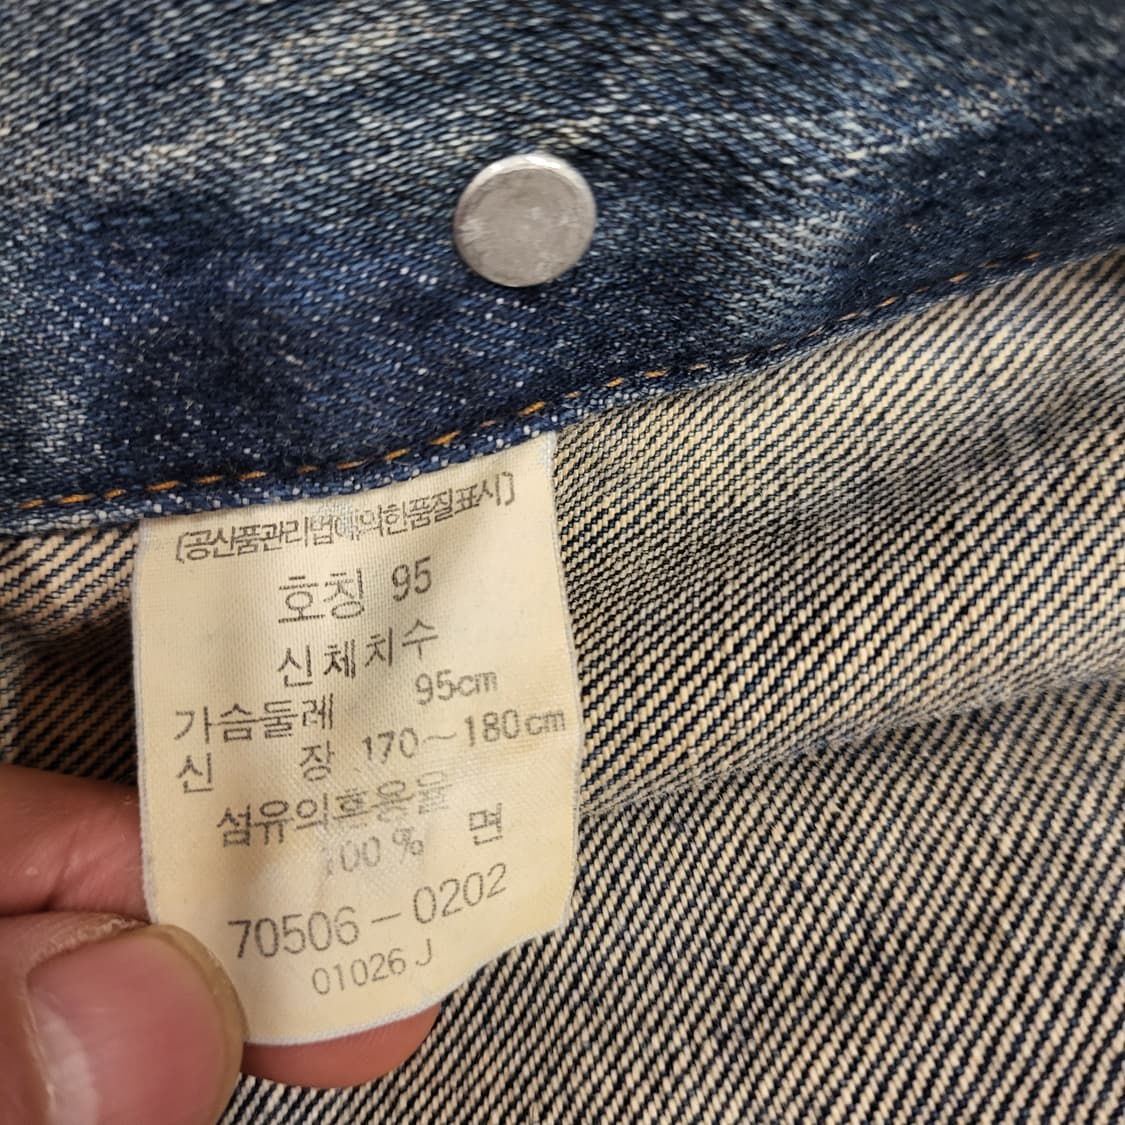 [공산품관리법에의한품질표시]
호칭 95
신체치수
가슴둘레 95cm
신 장 170~180cm
섬유의혼용율
100% 면
70506-0202
01026 J